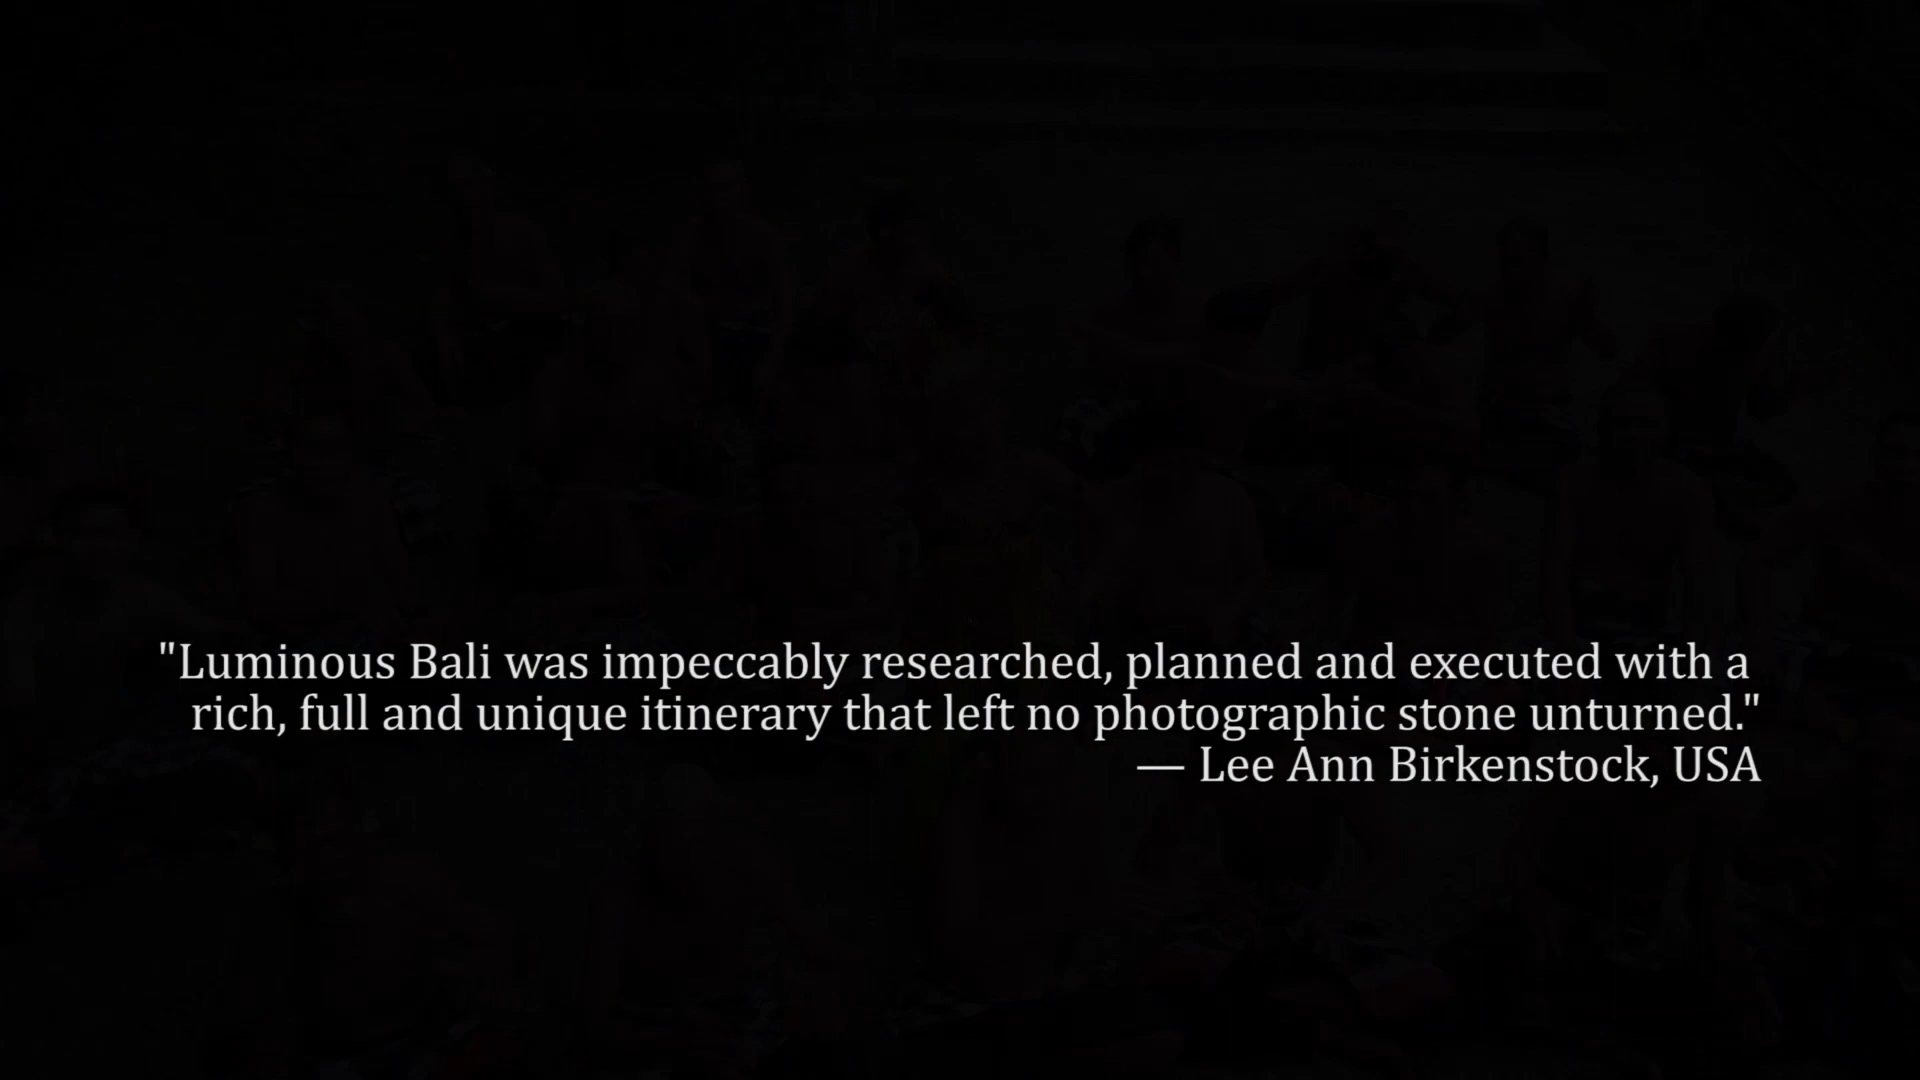 "Luminous Bali was impeccably researched, planned and executed with a
rich, full and unique itinerary that left no photographic stone unturned."
— Lee Ann Birkenstock, USA